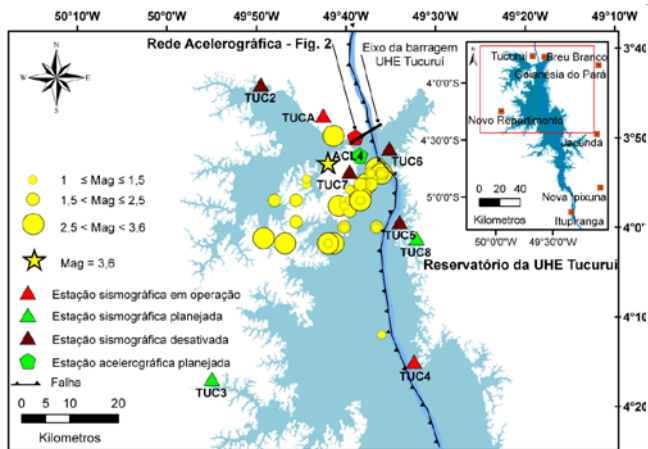 50°0'0" 49°50' 49°40' 49°30' 49°20' 49°10'
Rede Acelerográfica - Fig. 2
Eixo da barragem
UHE Tucurui
N
W
E
S
TUC2
TUCA
ACL4
TUC6
TUC7
TUC5
TUC8
Reservatório da UHE Tucuruí
TUC4
TUC3
1 ≤ Mag ≤ 1,5
1,5 < Mag ≤ 2,5
2.5 < Mag < 3,6
Mag = 3,6
Estação sismográfica em operação
Estação sismográfica planejada
Estação sismográfica desativada
Estação acelerográfica planejada
Falha
0 5 10 20
Kilometros
N
Tucuruí
Breu Branco
Goianésia do Pará
Novo Repartimento
Jacunda
Nova Ipixuna
Itupiranga
0 20 40
Kilometros
4°0'0"S
4°30'0"S
5°0'0"S
50°0'0"W 49°30'0"W
3°40'
3°50'
4°0'
4°10'
4°20'